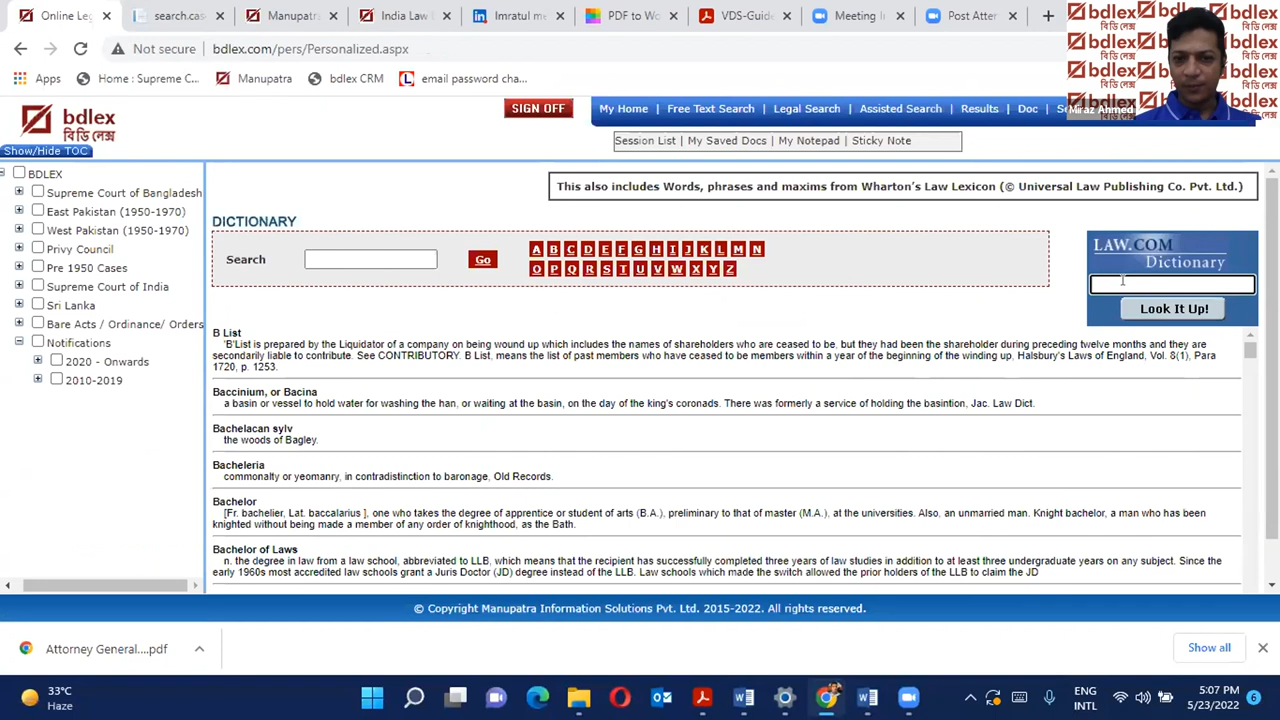 Online Leg
search.cas
Manupatra
India Law L
Imratul me
PDF to Wo
VDS-Guide
Meeting In
Post Atten
Not secure
bdlex.com/pers/Personalized.aspx
Apps
Home : Supreme C...
Manupatra
bdlex CRM
email password cha...
bdlex
বিডি লেক্স
bdlex
বিডি লেক্স
SIGN OFF
My Home | Free Text Search | Legal Search | Assisted Search | Results | Doc |
Miraz Ahmed
Session List | My Saved Docs | My Notepad | Sticky Note
Show/Hide TOC
BDLEX
Supreme Court of Bangladesh
East Pakistan (1950-1970)
West Pakistan (1950-1970)
Privy Council
Pre 1950 Cases
Supreme Court of India
Sri Lanka
Bare Acts / Ordinance/ Orders
Notifications
2020 - Onwards
2010-2019
This also includes Words, phrases and maxims from Wharton's Law Lexicon (© Universal Law Publishing Co. Pvt. Ltd.)
DICTIONARY
Search
Go
A B C D E F G H I J K L M N
O P Q R S T U V W X Y Z
LAW.COM
Dictionary
Look It Up!
B List
'B'List is prepared by the Liquidator of a company on being wound up which includes the names of shareholders who are ceased to be, but they had been the shareholder during preceding twelve months and they are
secondarily liable to contribute. See CONTRIBUTORY. B List, means the list of past members who have ceased to be members within a year of the beginning of the winding up, Halsbury's Laws of England, Vol. 8(1), Para
1720, p. 1253.
Baccinium, or Bacina
a basin or vessel to hold water for washing the han, or waiting at the basin, on the day of the king's coronads. There was formerly a service of holding the basintion, Jac. Law Dict.
Bachelacan sylv
the woods of Bagley.
Bacheleria
commonalty or yeomanry, in contradistinction to baronage, Old Records.
Bachelor
[Fr. bachelier, Lat. baccalarius ], one who takes the degree of apprentice or student of arts (B.A.), preliminary to that of master (M.A.), at the universities. Also, an unmarried man. Knight bachelor, a man who has been
knighted without being made a member of any order of knighthood, as the Bath.
Bachelor of Laws
n. the degree in law from a law school, abbreviated to LLB, which means that the recipient has successfully completed three years of law studies in addition to at least three undergraduate years on any subject. Since the
early 1960s most accredited law schools grant a Juris Doctor (JD) degree instead of the LLB. Law schools which made the switch allowed the prior holders of the LLB to claim the JD
© Copyright Manupatra Information Solutions Pvt. Ltd. 2015-2022. All rights reserved.
Attorney General....pdf
Show all
33°C
Haze
ENG
INTL
5:07 PM
5/23/2022
6